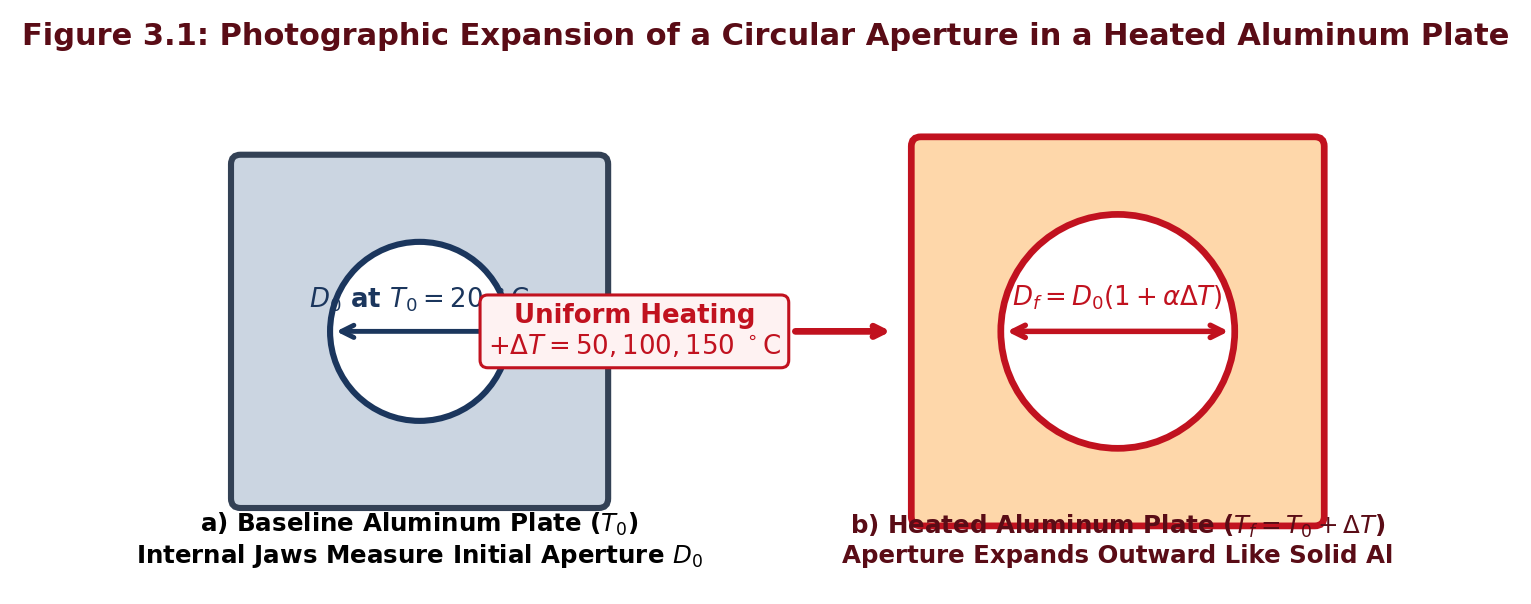 Figure 3.1: Photographic Expansion of a Circular Aperture in a Heated Aluminum Plate
D₀ at T₀ = 20
Uniform Heating
+ΔT = 50, 100, 150 °C
D_f = D₀(1 + αΔT)
a) Baseline Aluminum Plate (T₀)
Internal Jaws Measure Initial Aperture D₀
b) Heated Aluminum Plate (T_f = T₀ + ΔT)
Aperture Expands Outward Like Solid Al